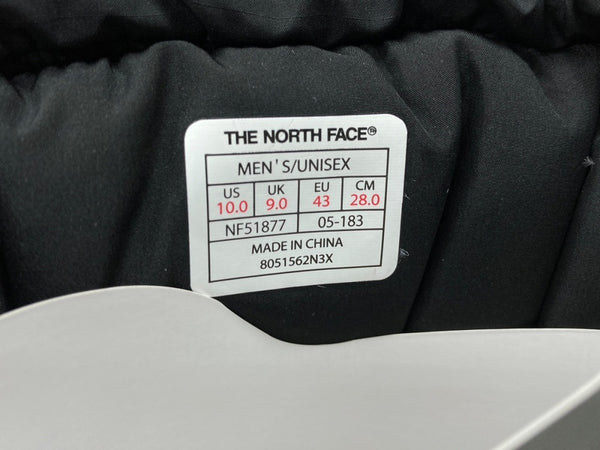 THE NORTH FACE®
MEN'S/UNISEX
US UK EU CM
10.0 9.0 43 28.0
NF51877 05-183
MADE IN CHINA
8051562N3X